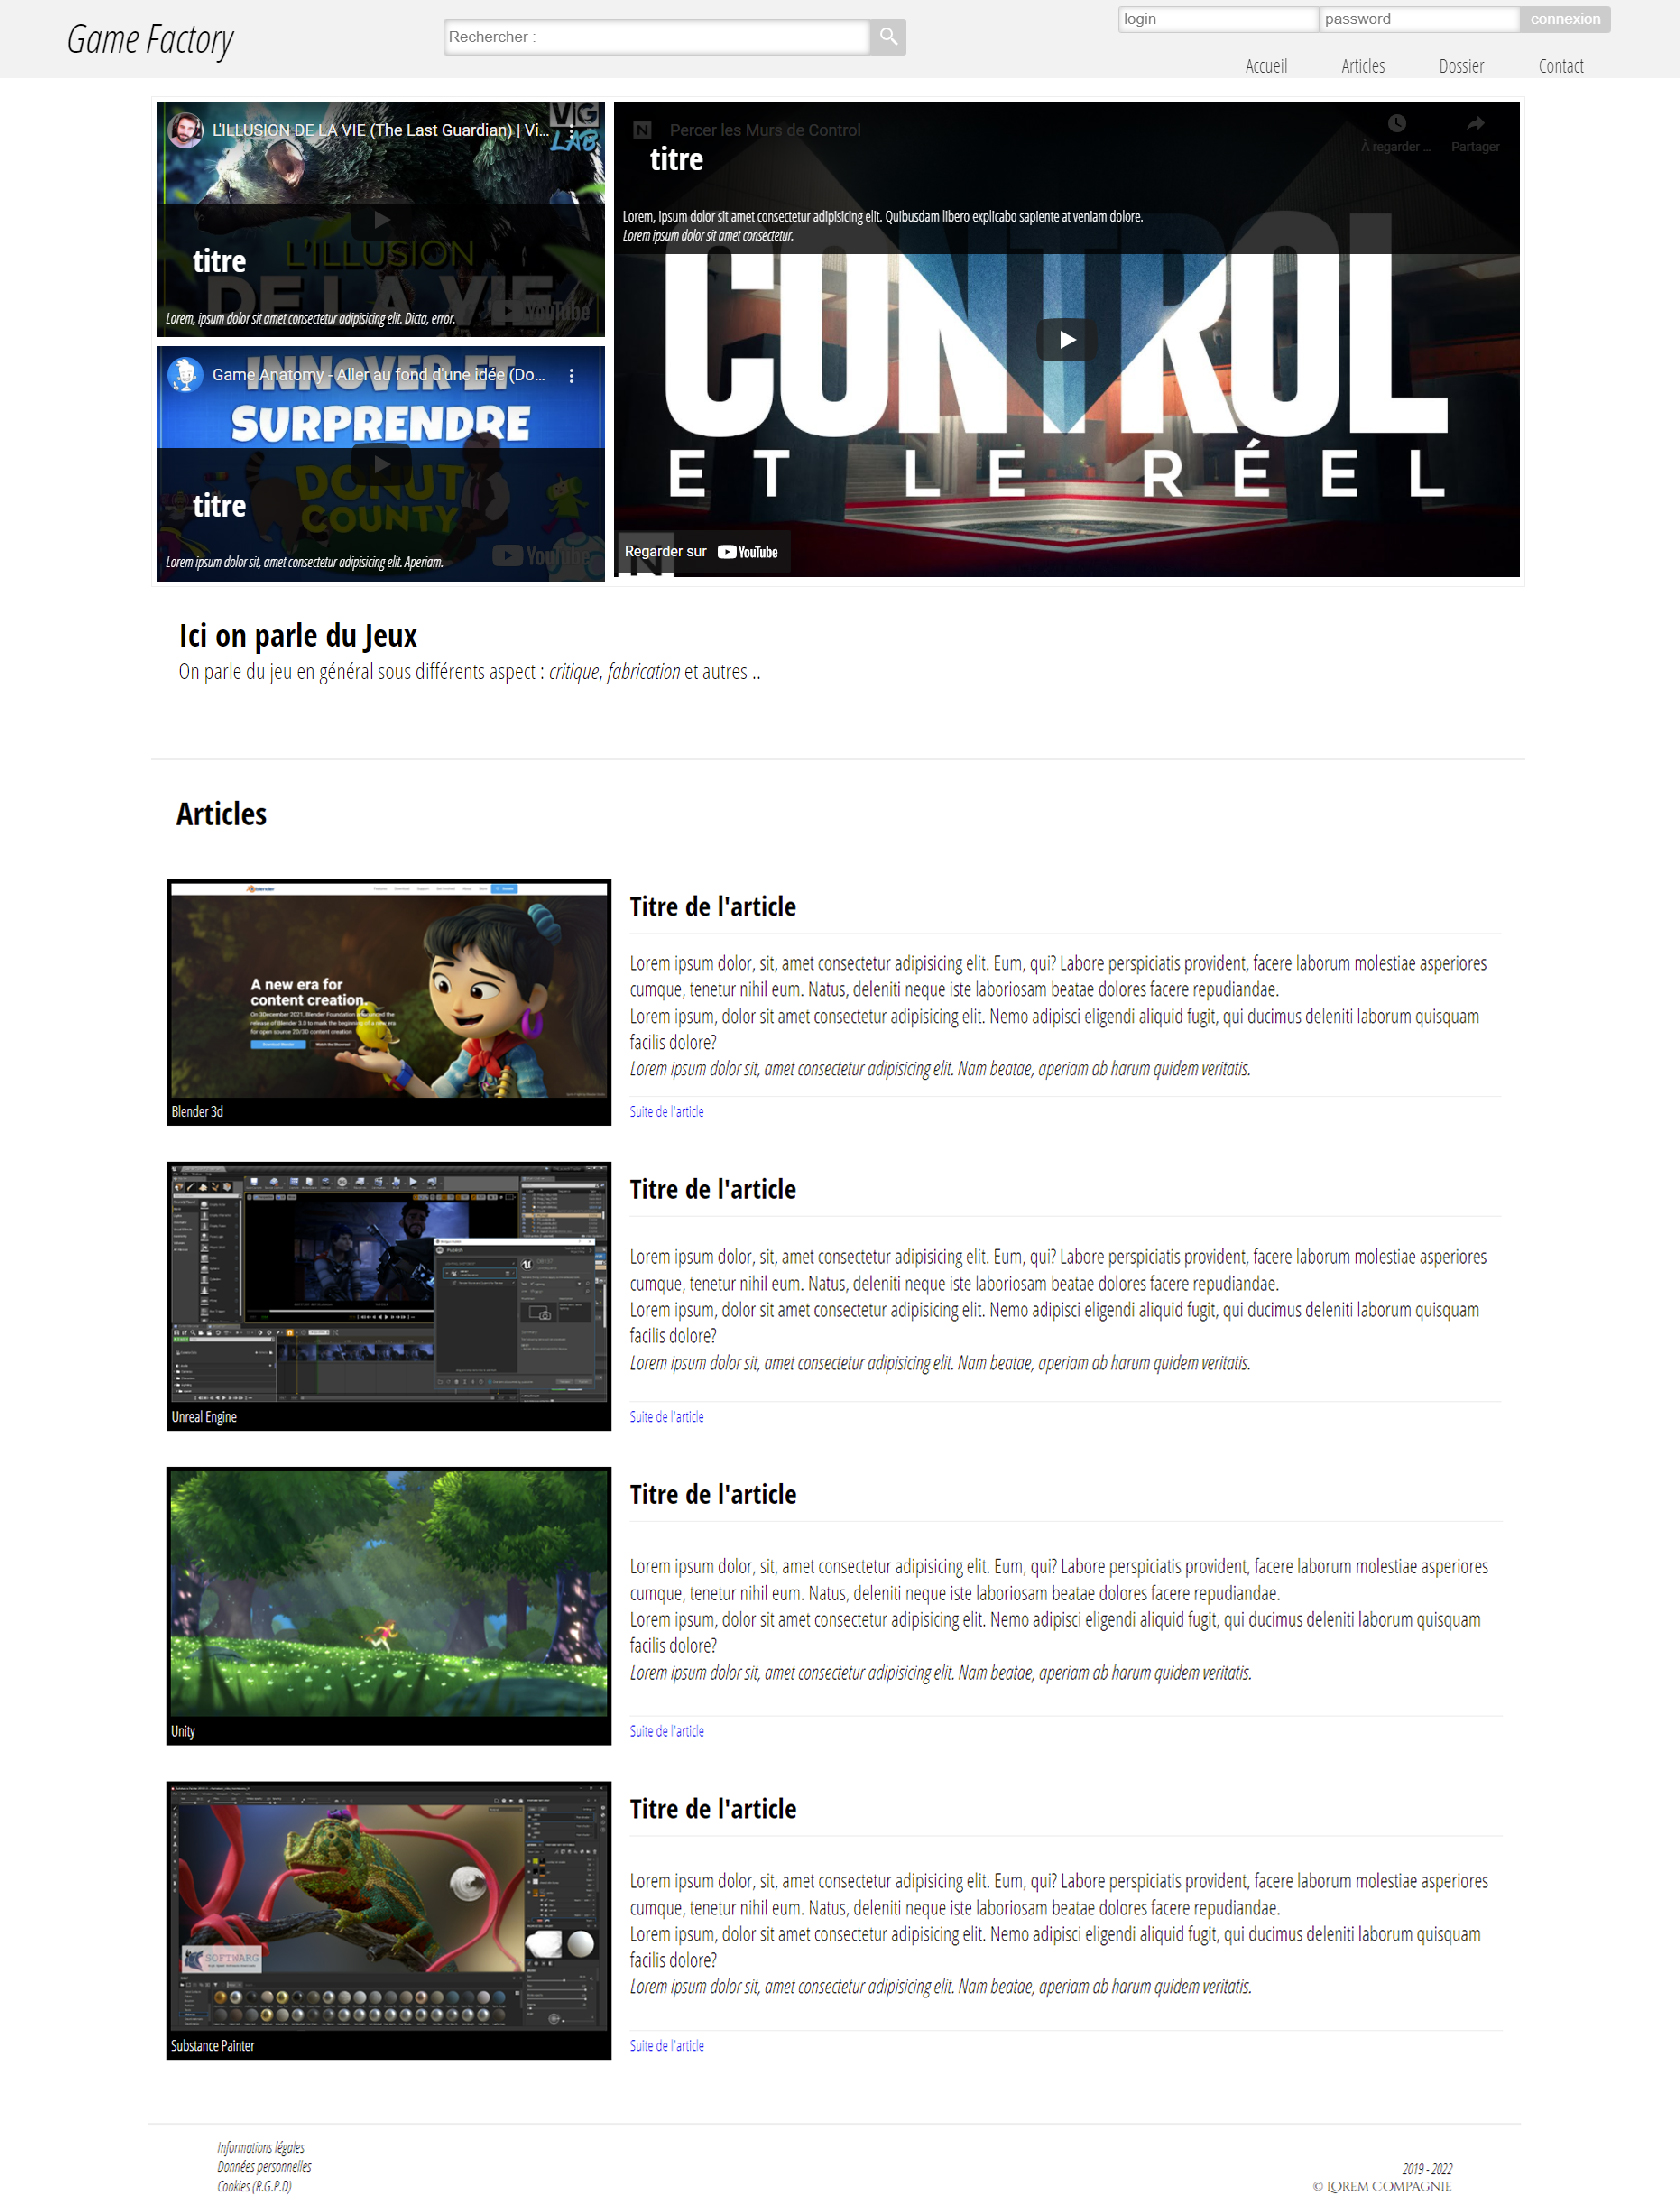 Game Factory
Rechercher :
login
password
connexion
Accueil
Articles
Dossier
Contact
L'ILLUSION DE LA VIE (The Last Guardian) | Vi...
VG
LAB
L'ILLUSION
DE LA VIE
titre
YouTube
Lorem, ipsum dolor sit amet consectetur adipisicing elit. Dicta, error.
INNOVER ET
Game Anatomy - Aller au fond d'une idée (Do...
SURPRENDRE
DONUT
COUNTY
titre
YouTube
Lorem ipsum dolor sit, amet consectetur adipisicing elit. Aperiam.
Percer les Murs de Control
À regarder ...
Partager
titre
Lorem, ipsum dolor sit amet consectetur adipisicing elit. Quibusdam libero explicabo sapiente at veniam dolore.
Lorem ipsum dolor sit amet consectetur.
CONTROL
ET LE RÉEL
Regarder sur YouTube
N
Ici on parle du Jeux
On parle du jeu en général sous différents aspect : critique, fabrication et autres ..
Articles
A new era for
content creation.
Blender 3d
Titre de l'article
Lorem ipsum dolor, sit, amet consectetur adipisicing elit. Eum, qui? Labore perspiciatis provident, facere laborum molestiae asperiores
cumque, tenetur nihil eum. Natus, deleniti neque iste laboriosam beatae dolores facere repudiandae.
Lorem ipsum, dolor sit amet consectetur adipisicing elit. Nemo adipisci eligendi aliquid fugit, qui ducimus deleniti laborum quisquam
facilis dolore?
Lorem ipsum dolor sit, amet consectetur adipisicing elit. Nam beatae, aperiam ab harum quidem veritatis.
Suite de l'article
Unreal Engine
Titre de l'article
Lorem ipsum dolor, sit, amet consectetur adipisicing elit. Eum, qui? Labore perspiciatis provident, facere laborum molestiae asperiores
cumque, tenetur nihil eum. Natus, deleniti neque iste laboriosam beatae dolores facere repudiandae.
Lorem ipsum, dolor sit amet consectetur adipisicing elit. Nemo adipisci eligendi aliquid fugit, qui ducimus deleniti laborum quisquam
facilis dolore?
Lorem ipsum dolor sit, amet consectetur adipisicing elit. Nam beatae, aperiam ab harum quidem veritatis.
Suite de l'article
Unity
Titre de l'article
Lorem ipsum dolor, sit, amet consectetur adipisicing elit. Eum, qui? Labore perspiciatis provident, facere laborum molestiae asperiores
cumque, tenetur nihil eum. Natus, deleniti neque iste laboriosam beatae dolores facere repudiandae.
Lorem ipsum, dolor sit amet consectetur adipisicing elit. Nemo adipisci eligendi aliquid fugit, qui ducimus deleniti laborum quisquam
facilis dolore?
Lorem ipsum dolor sit, amet consectetur adipisicing elit. Nam beatae, aperiam ab harum quidem veritatis.
Suite de l'article
SOFTWARG
Substance Painter
Titre de l'article
Lorem ipsum dolor, sit, amet consectetur adipisicing elit. Eum, qui? Labore perspiciatis provident, facere laborum molestiae asperiores
cumque, tenetur nihil eum. Natus, deleniti neque iste laboriosam beatae dolores facere repudiandae.
Lorem ipsum, dolor sit amet consectetur adipisicing elit. Nemo adipisci eligendi aliquid fugit, qui ducimus deleniti laborum quisquam
facilis dolore?
Lorem ipsum dolor sit, amet consectetur adipisicing elit. Nam beatae, aperiam ab harum quidem veritatis.
Suite de l'article
Informations légales
Données personnelles
Cookies (R.G.P.D)
2019 - 2022
© LOREM COMPAGNIE